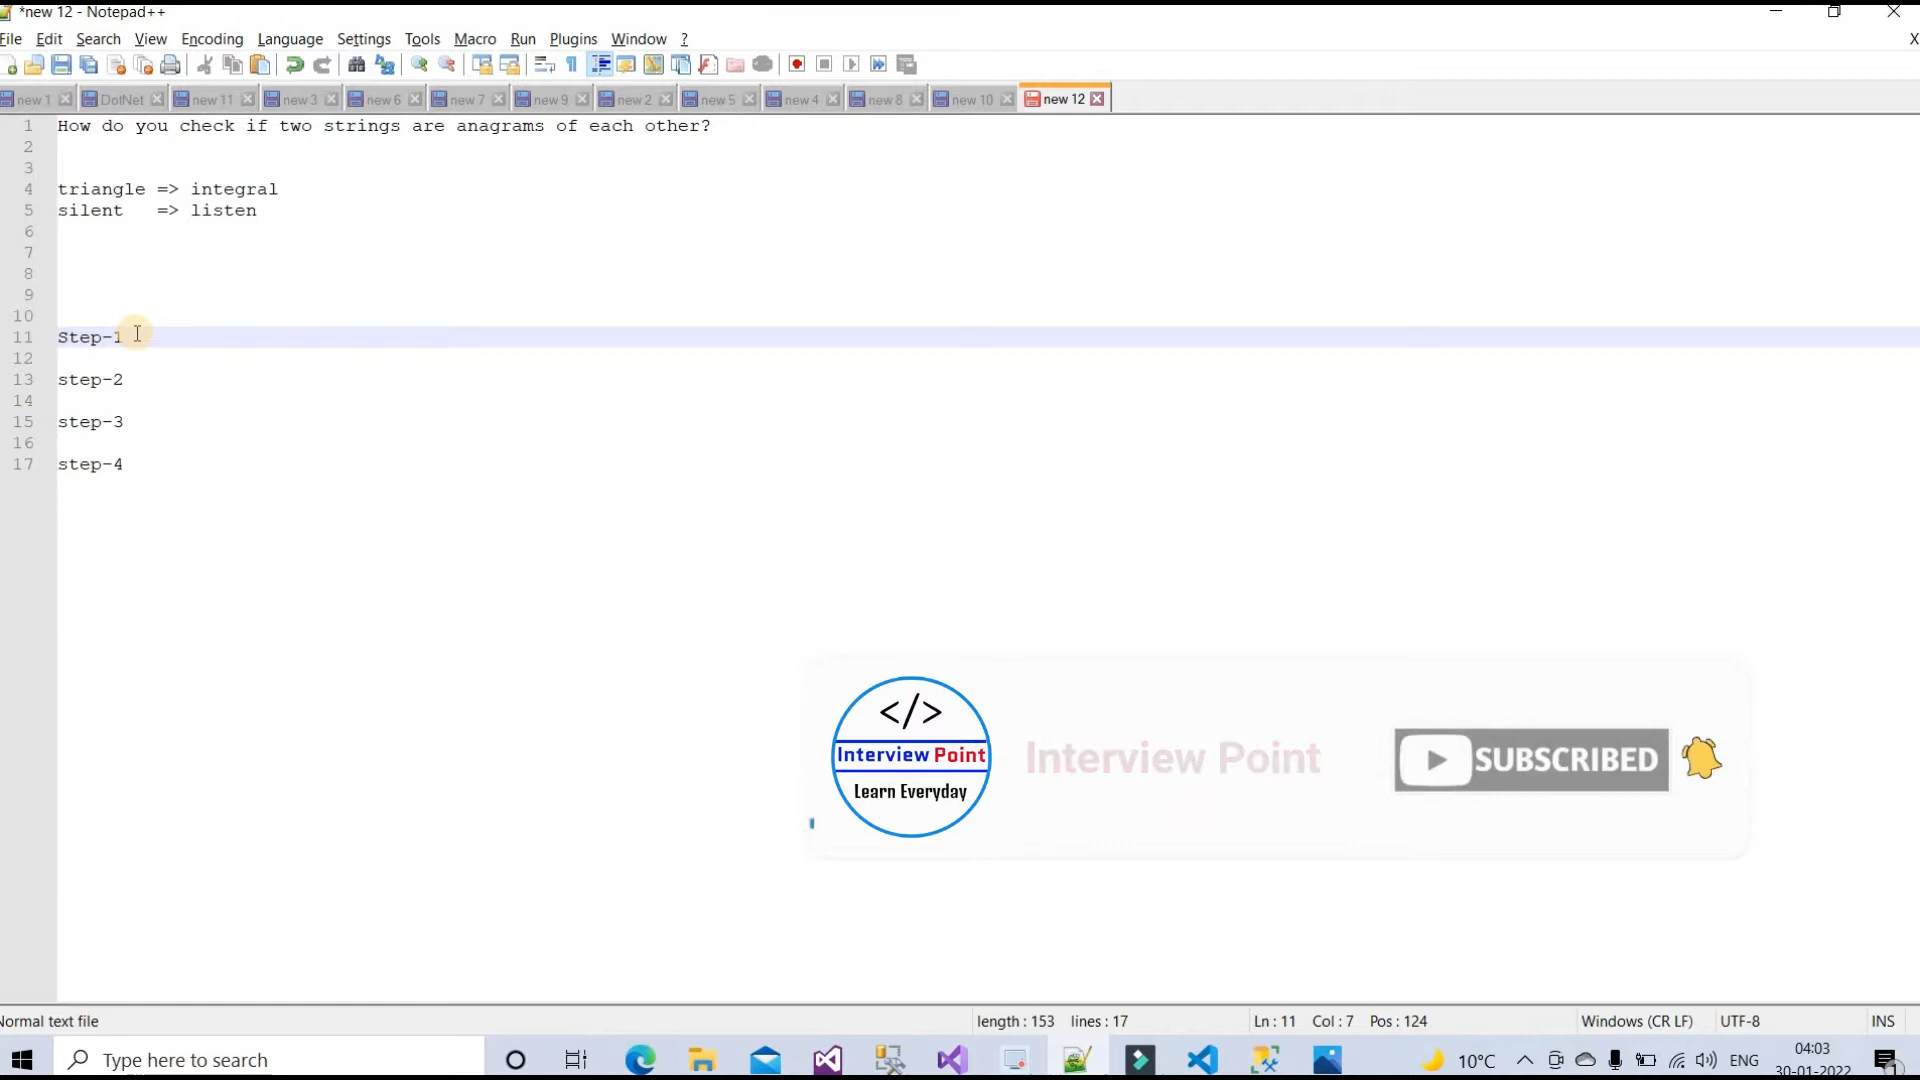 *new 12 - Notepad++
File Edit Search View Encoding Language Settings Tools Macro Run Plugins Window ?
X
new 1 DotNet new 11 new 3 new 6 new 7 new 9 new 2 new 5 new 4 new 8 new 10 new 12
1 How do you check if two strings are anagrams of each other?
2
3
4 triangle => integral
5 silent => listen
6
7
8
9
10
11 Step-1
12
13 step-2
14
15 step-3
16
17 step-4
</>
Interview Point
Learn Everyday
Interview Point
SUBSCRIBED
Normal text file length : 153 lines : 17 Ln : 11 Col : 7 Pos : 124 Windows (CR LF) UTF-8 INS
Type here to search
10°C ENG
04:03
30-01-2022
1